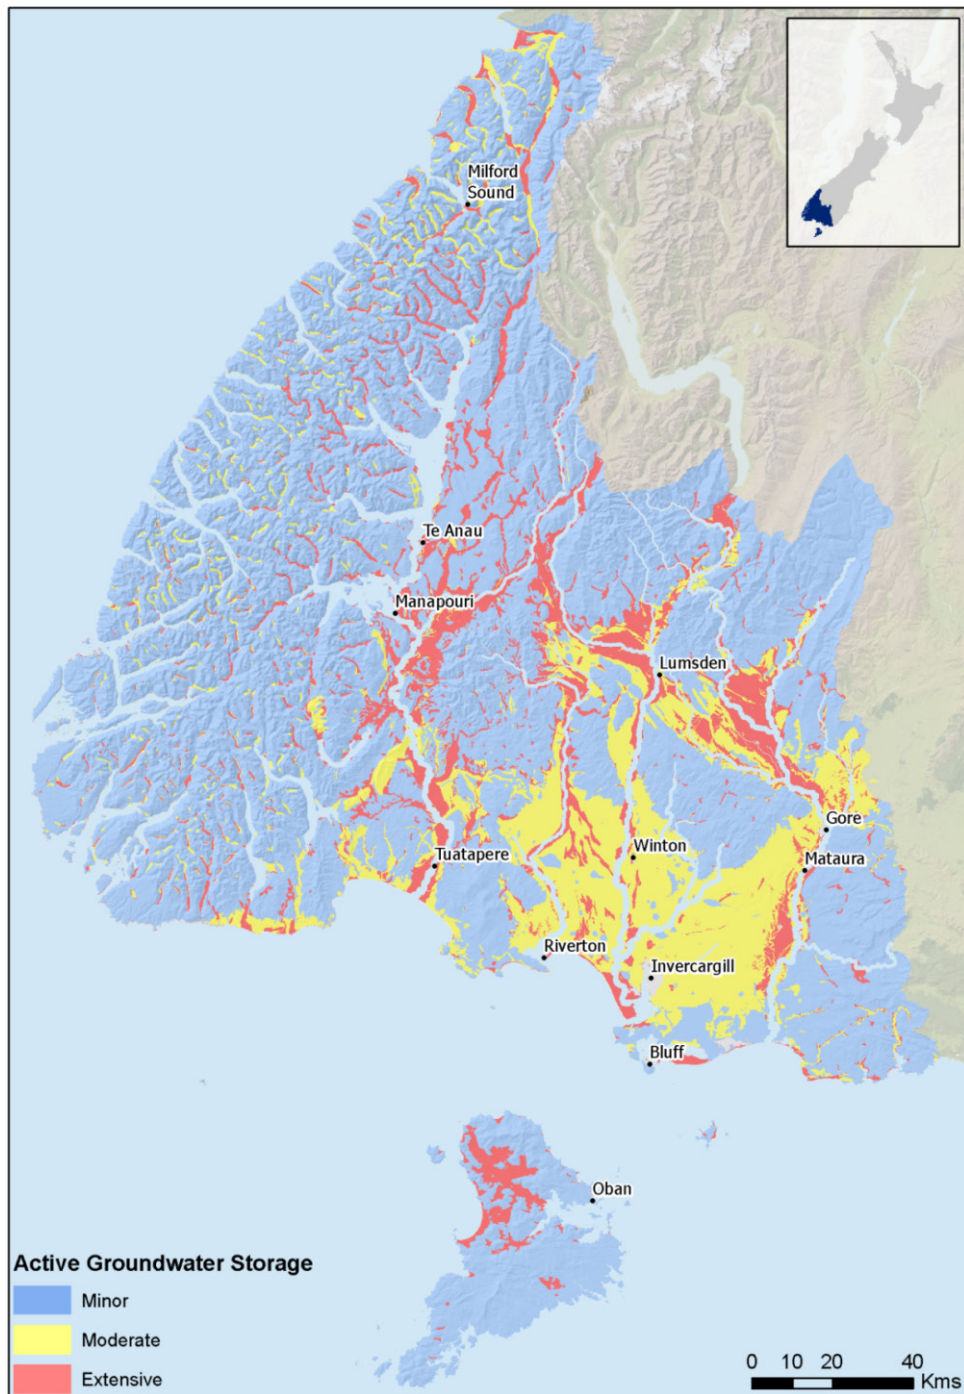 Milford
Sound
Te Anau
Manapouri
Lumsden
Gore
Winton
Mataura
Tuatapere
Riverton
Invercargill
Bluff
Oban
Active Groundwater Storage
Minor
Moderate
Extensive
0 10 20 40
Kms